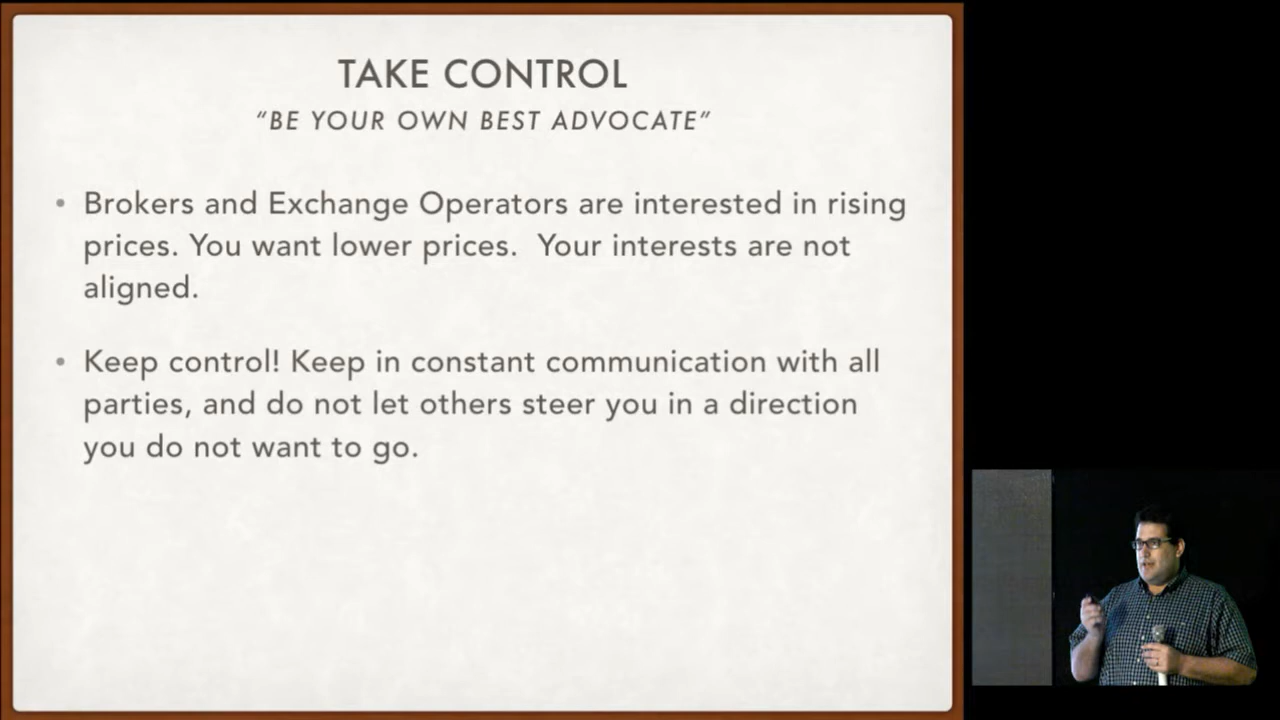 TAKE CONTROL
“BE YOUR OWN BEST ADVOCATE”
• Brokers and Exchange Operators are interested in rising
prices. You want lower prices.  Your interests are not
aligned.
• Keep control! Keep in constant communication with all
parties, and do not let others steer you in a direction
you do not want to go.